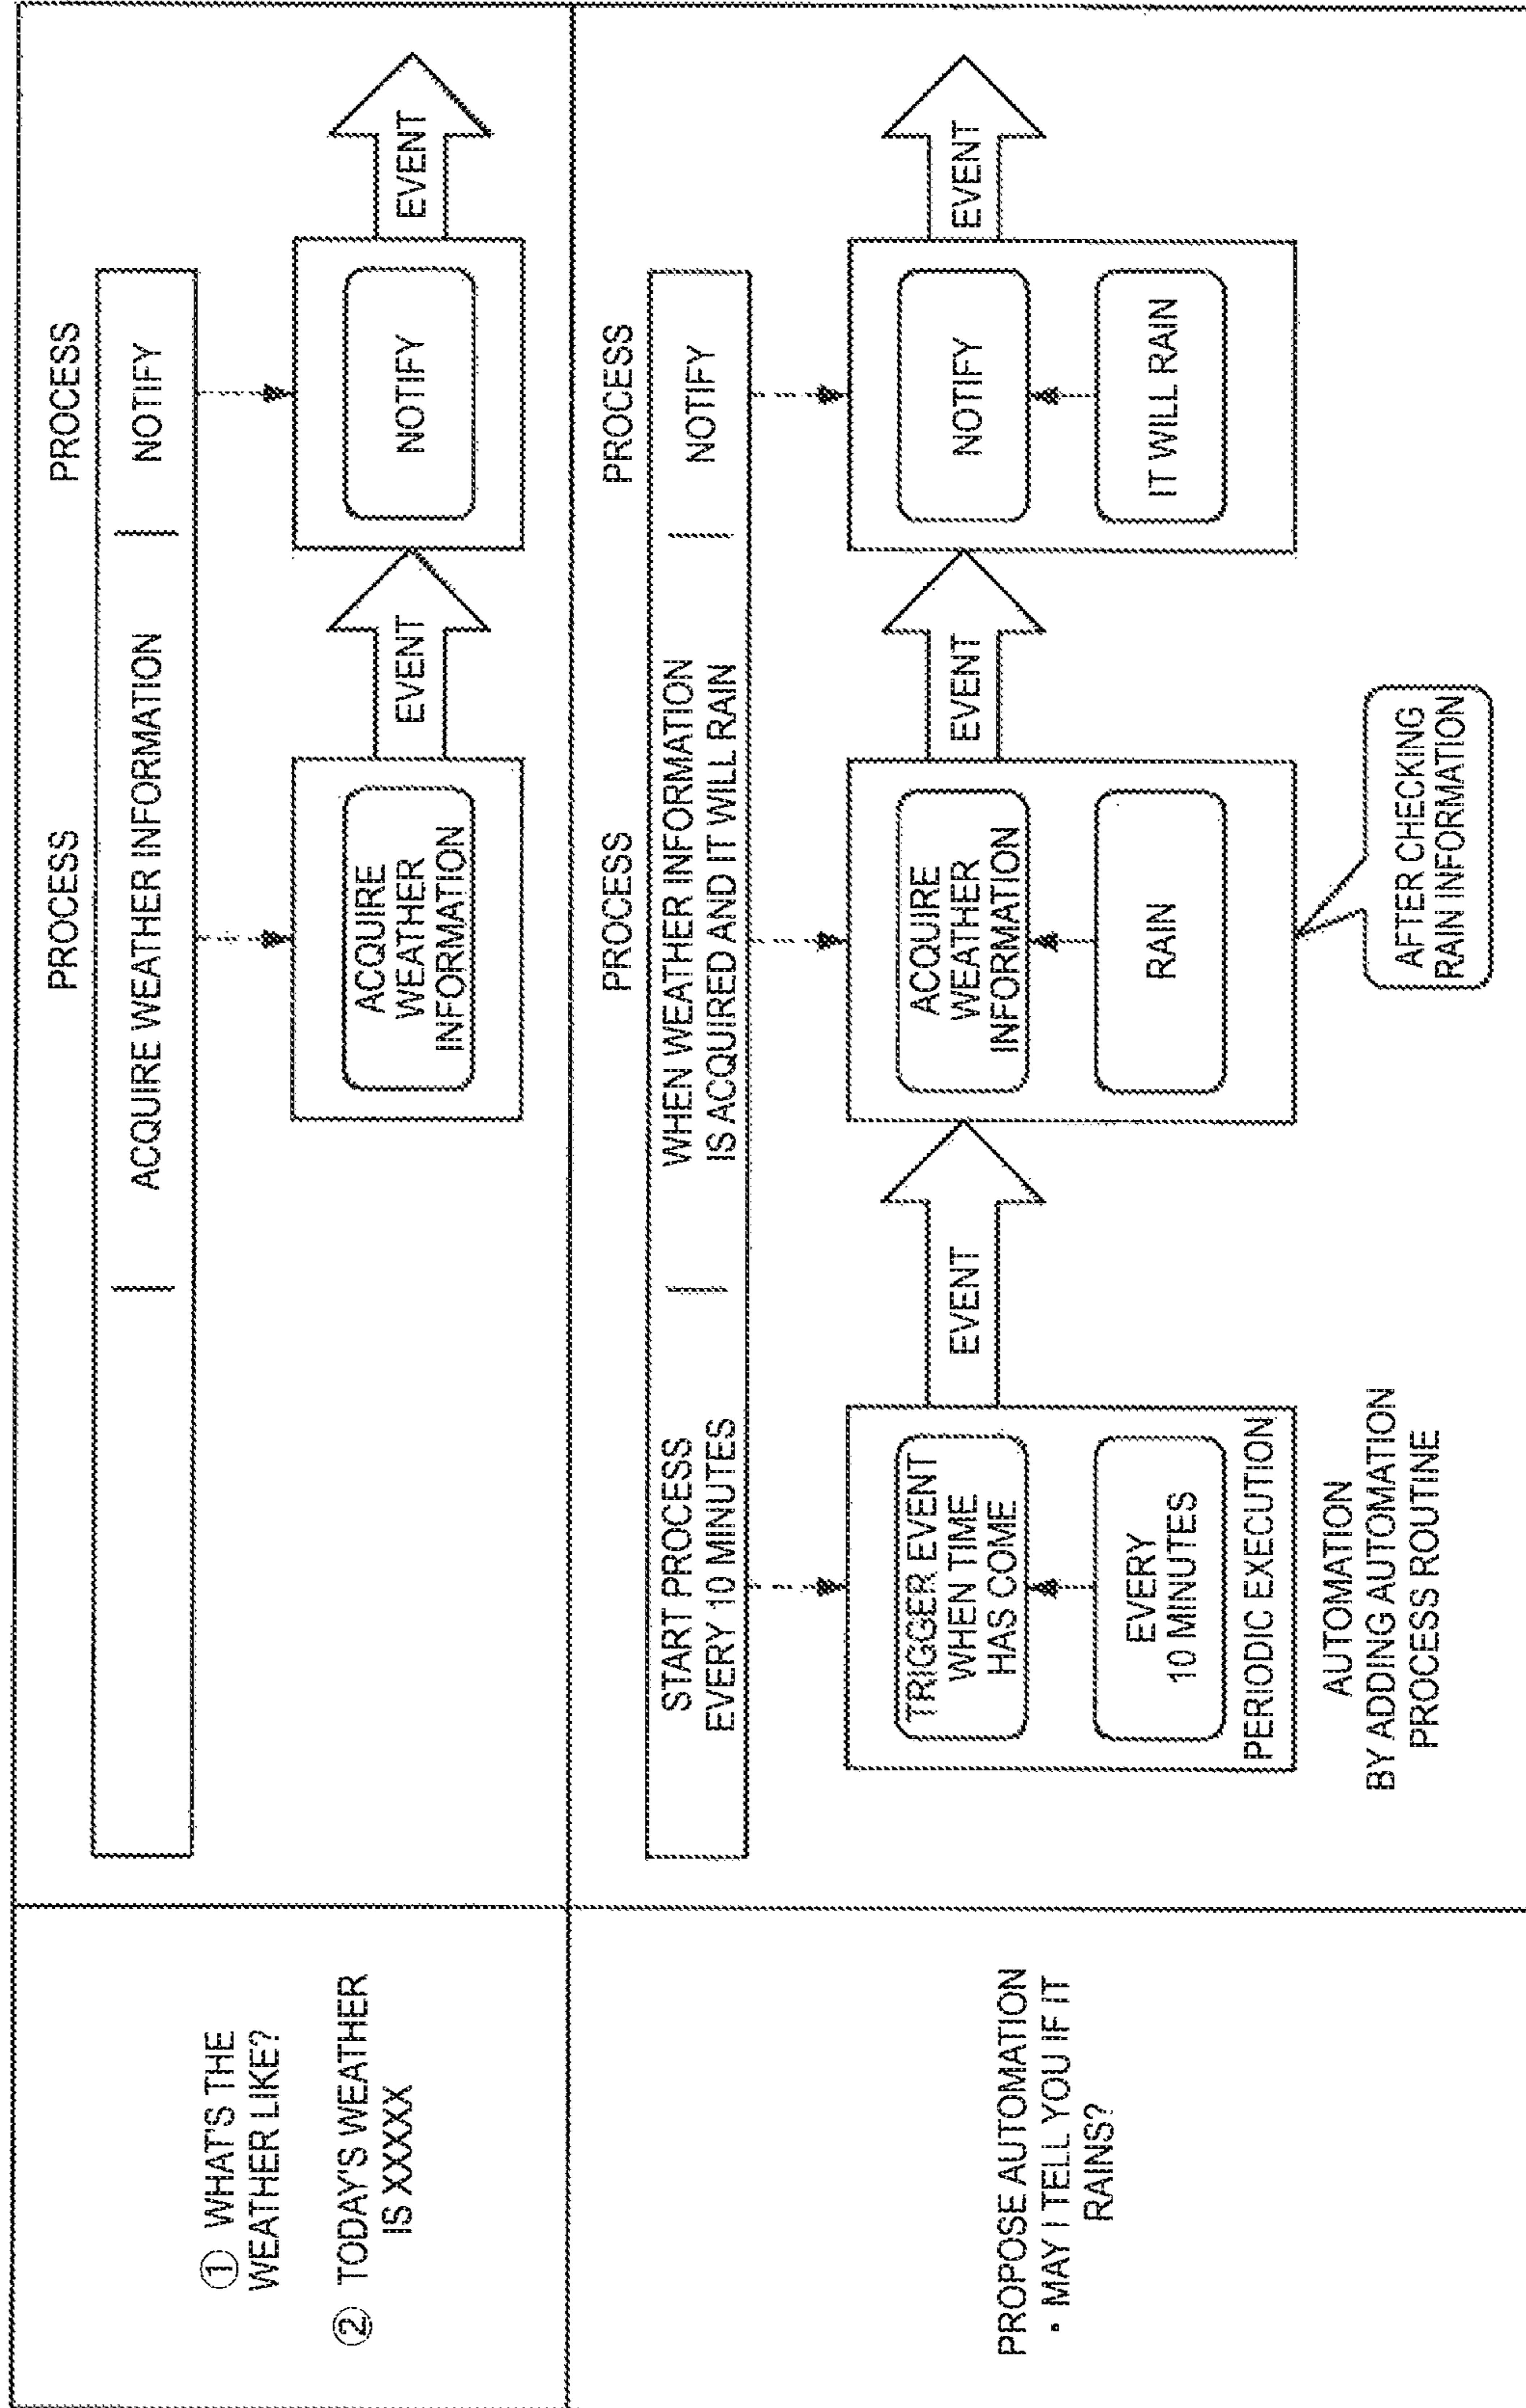 ① WHAT'S THE
WEATHER LIKE?
② TODAY'S WEATHER
IS XXXXX
PROCESS
PROCESS
ACQUIRE WEATHER INFORMATION
NOTIFY
ACQUIRE
WEATHER
INFORMATION
EVENT
NOTIFY
EVENT
PROPOSE AUTOMATION
・MAY I TELL YOU IF IT
RAINS?
PROCESS
PROCESS
START PROCESS
EVERY 10 MINUTES
WHEN WEATHER INFORMATION
IS ACQUIRED AND IT WILL RAIN
NOTIFY
TRIGGER EVENT
WHEN TIME
HAS COME
EVERY
10 MINUTES
PERIODIC EXECUTION
EVENT
ACQUIRE
WEATHER
INFORMATION
RAIN
EVENT
NOTIFY
IT WILL RAIN
EVENT
AUTOMATION
BY ADDING AUTOMATION
PROCESS ROUTINE
AFTER CHECKING
RAIN INFORMATION